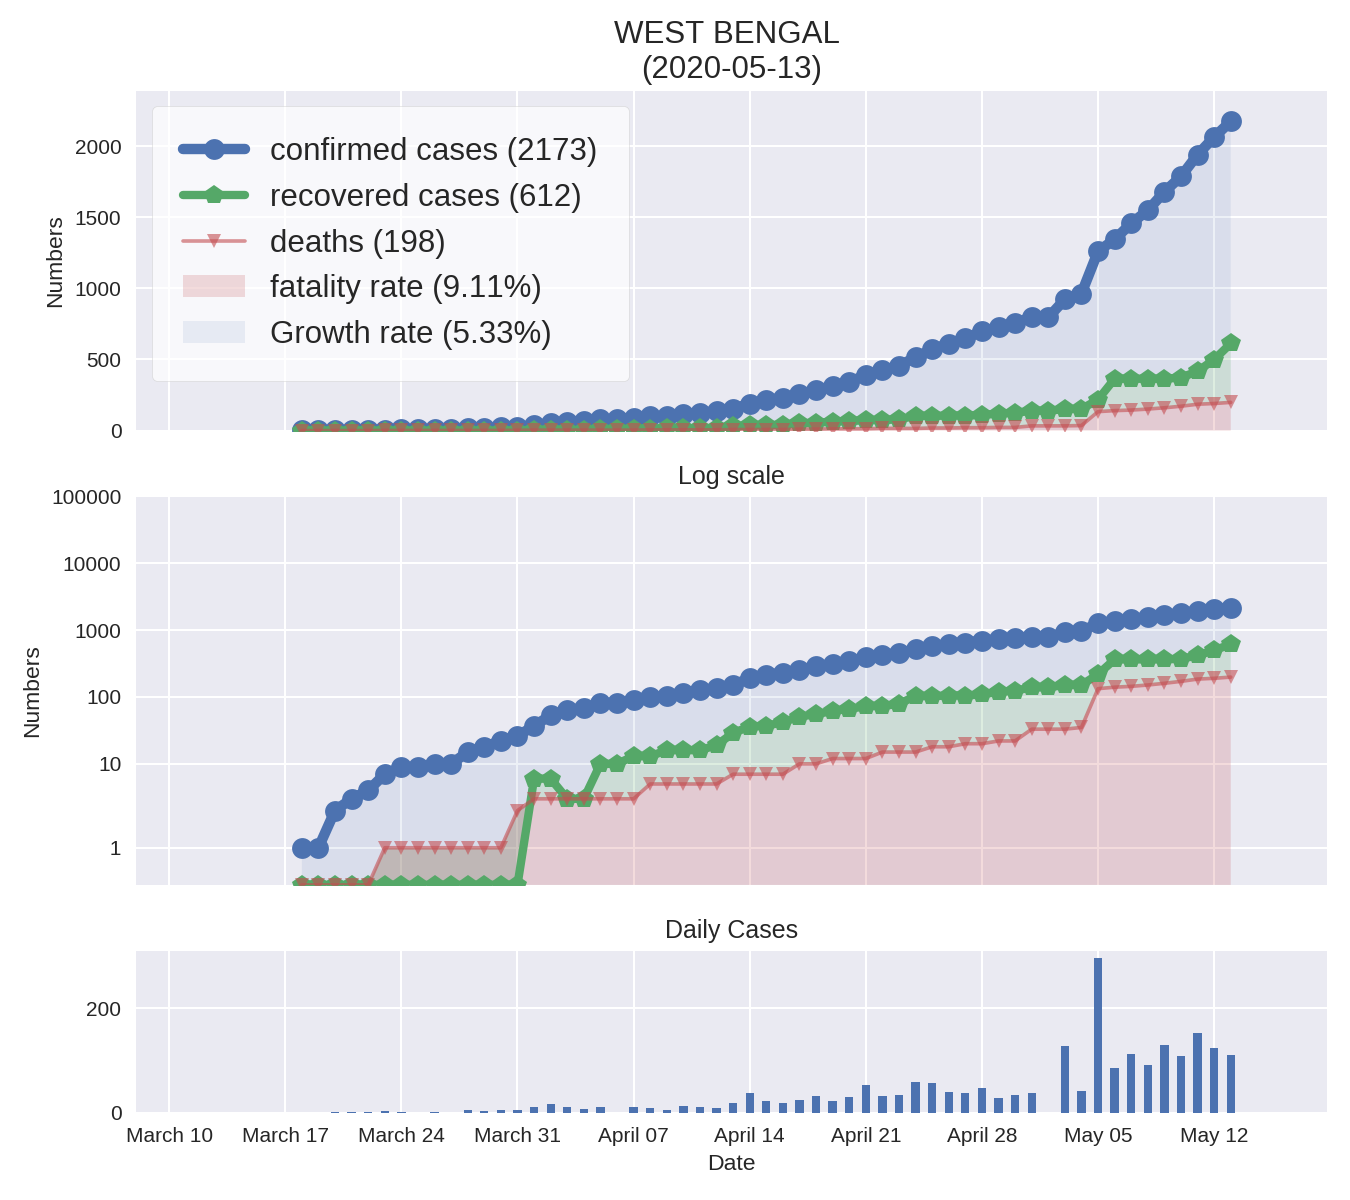 WEST BENGAL
(2020-05-13)
confirmed cases (2173)
recovered cases (612)
deaths (198)
fatality rate (9.11%)
Growth rate (5.33%)
Numbers
2000
1500
1000
500
0
Log scale
Numbers
100000
10000
1000
100
10
1
Daily Cases
200
0
March 10 March 17 March 24 March 31 April 07 April 14 April 21 April 28 May 05 May 12
Date